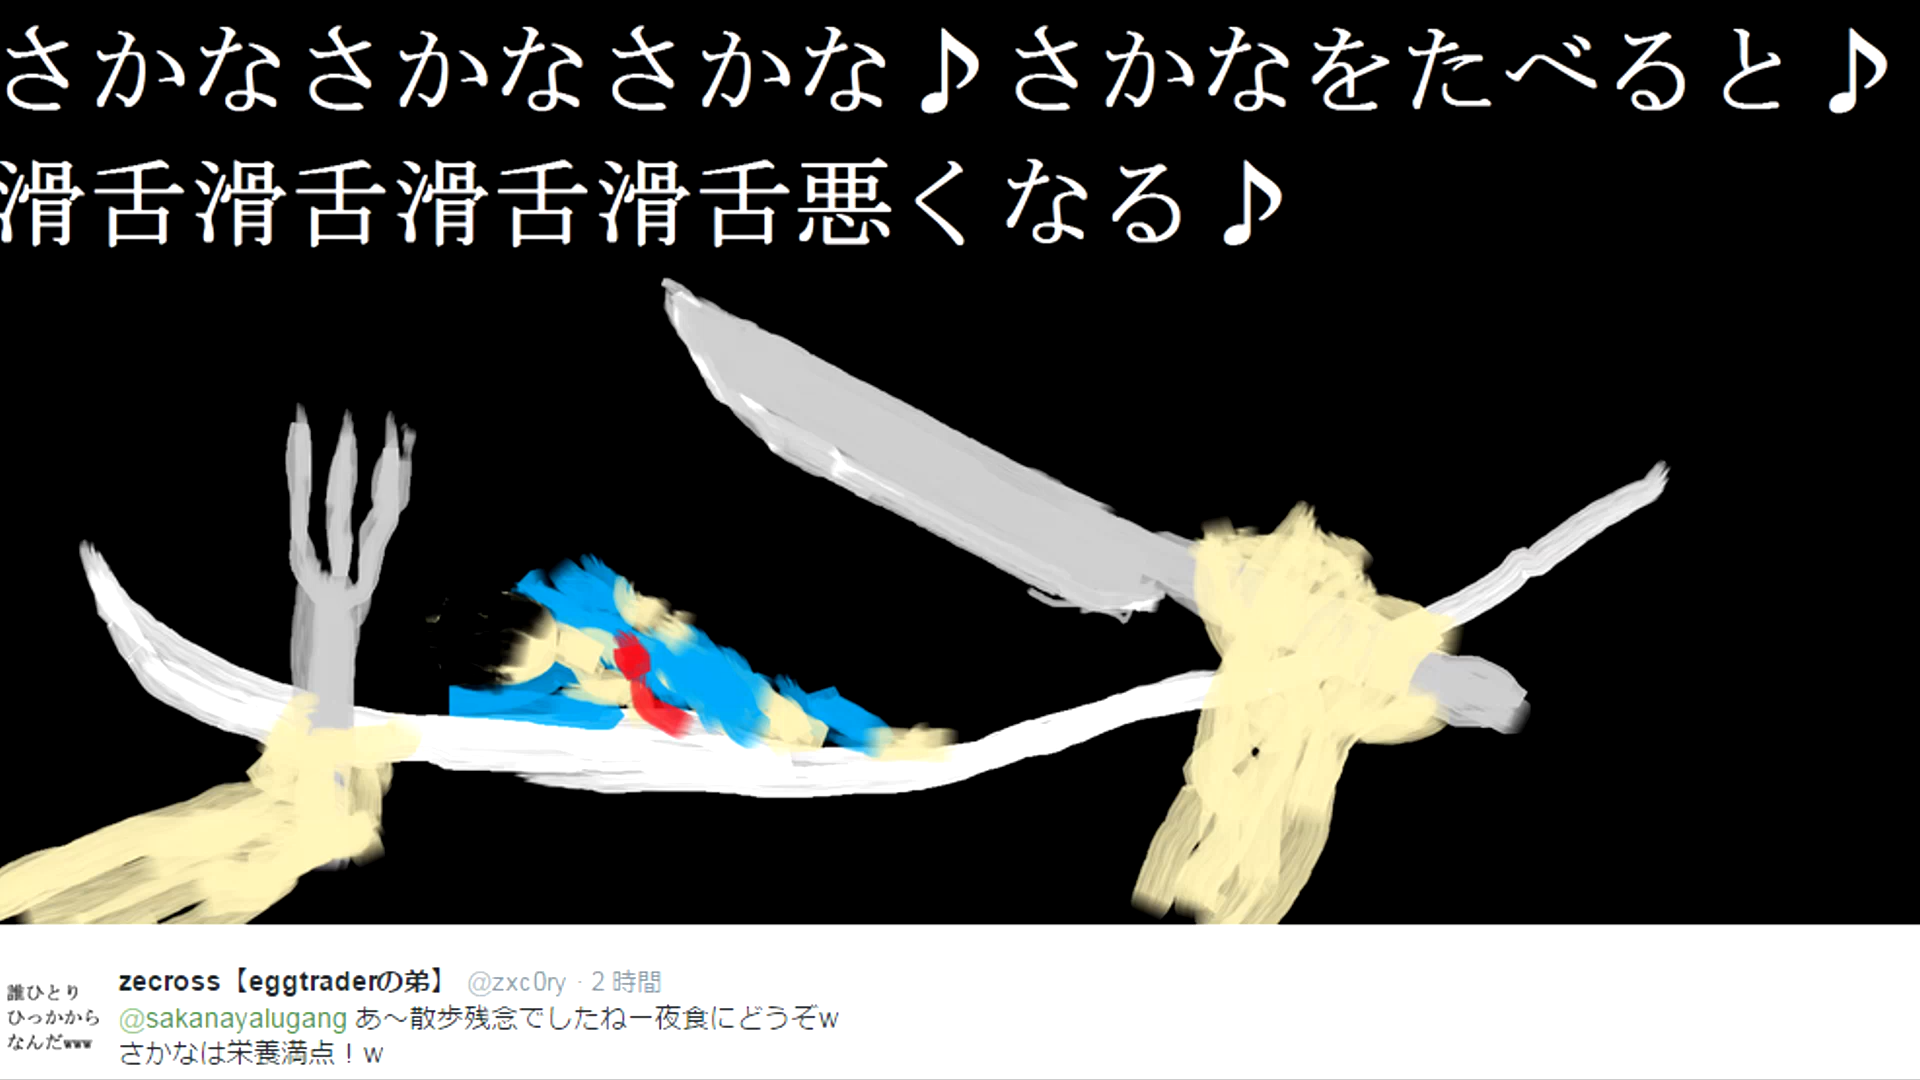 さかなさかなさかな♪さかなをたべると♪
滑舌滑舌滑舌滑舌悪くなる♪
誰ひとり
ひっかから
なんだwww
zecross【eggtraderの弟】 @zxc0ry · 2 時間
@sakanayalugang あ～散歩残念でしたねー夜食にどうぞw
さかなは栄養満点！w